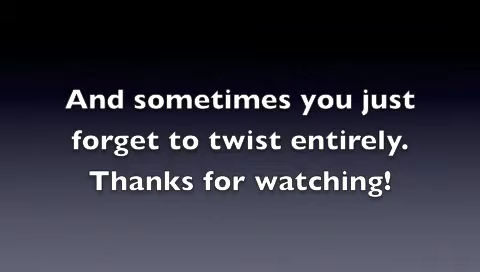 And sometimes you just
forget to twist entirely.
Thanks for watching!